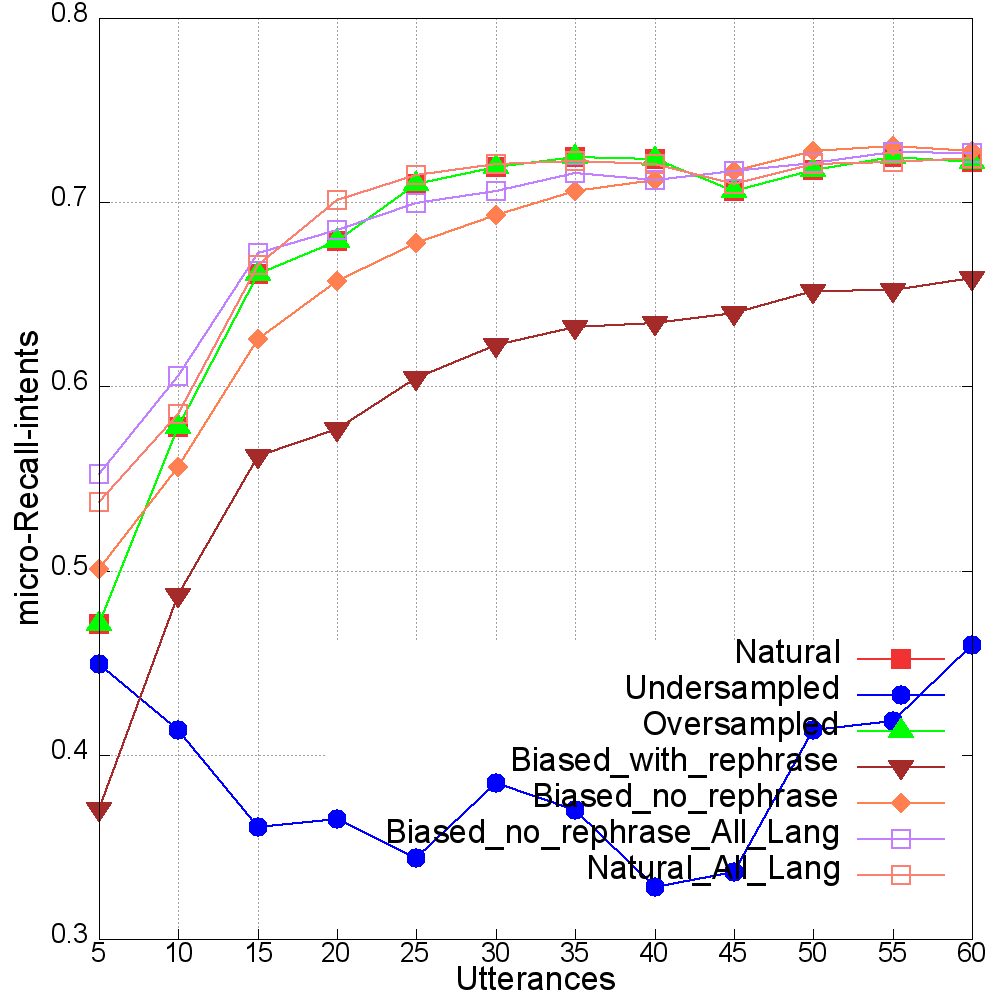 0.8
0.7
0.6
0.5
0.4
0.3
micro-Recall-intents
Natural
Undersampled
Oversampled
Biased_with_rephrase
Biased_no_rephrase
Biased_no_rephrase_All_Lang
Natural_All_Lang
5 10 15 20 25 30 35 40 45 50 55 60
Utterances